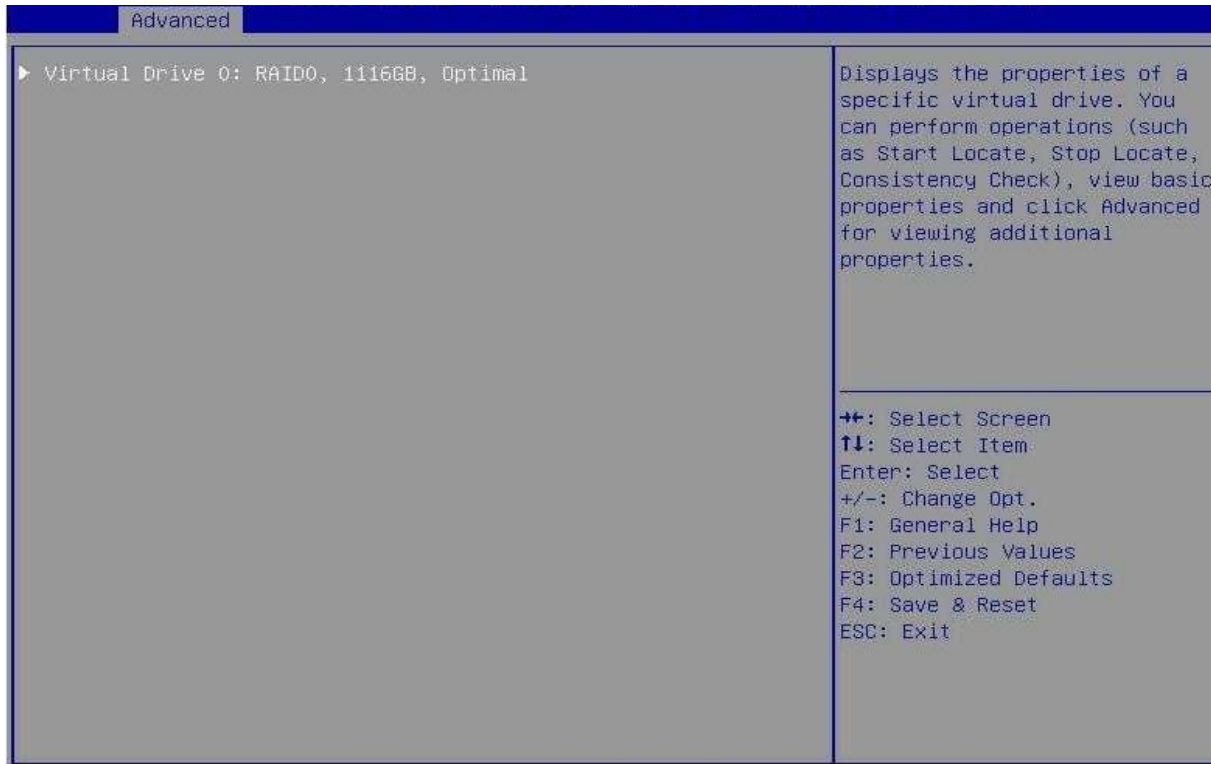 Advanced
▶ Virtual Drive 0: RAID0, 1116GB, Optimal
Displays the properties of a
specific virtual drive. You
can perform operations (such
as Start Locate, Stop Locate,
Consistency Check), view basic
properties and click Advanced
for viewing additional
properties.
→←: Select Screen
↑↓: Select Item
Enter: Select
+/-: Change Opt.
F1: General Help
F2: Previous Values
F3: Optimized Defaults
F4: Save & Reset
ESC: Exit